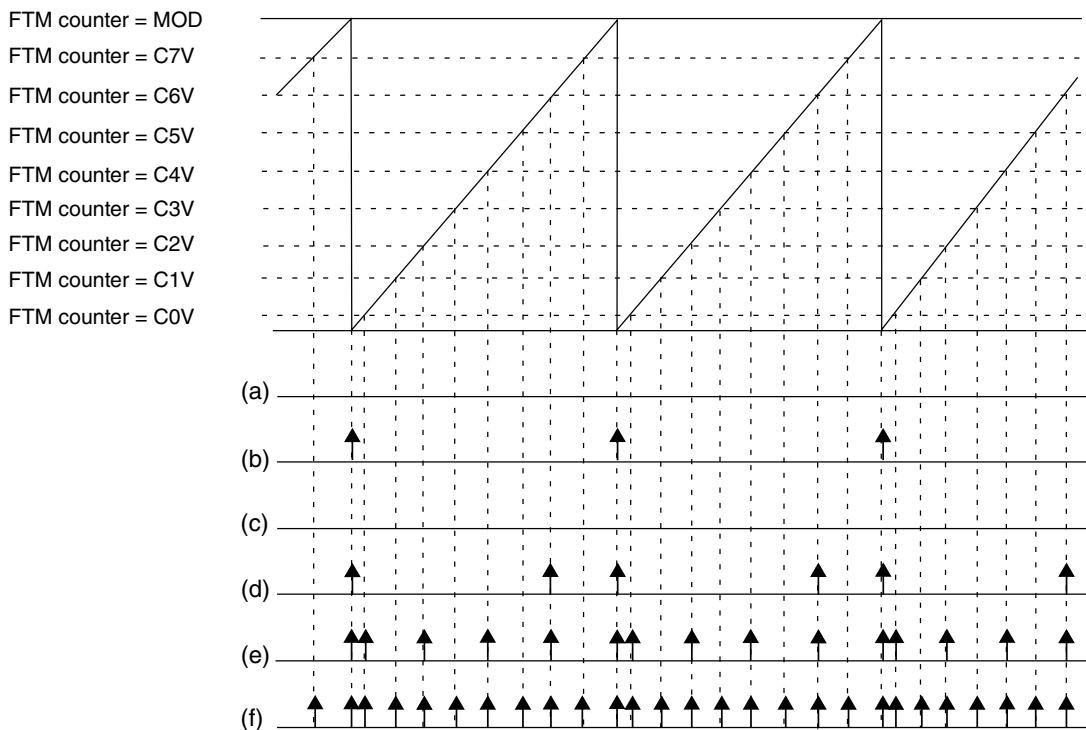 FTM counter = MOD
FTM counter = C7V
FTM counter = C6V
FTM counter = C5V
FTM counter = C4V
FTM counter = C3V
FTM counter = C2V
FTM counter = C1V
FTM counter = C0V
(a)
(b)
(c)
(d)
(e)
(f)